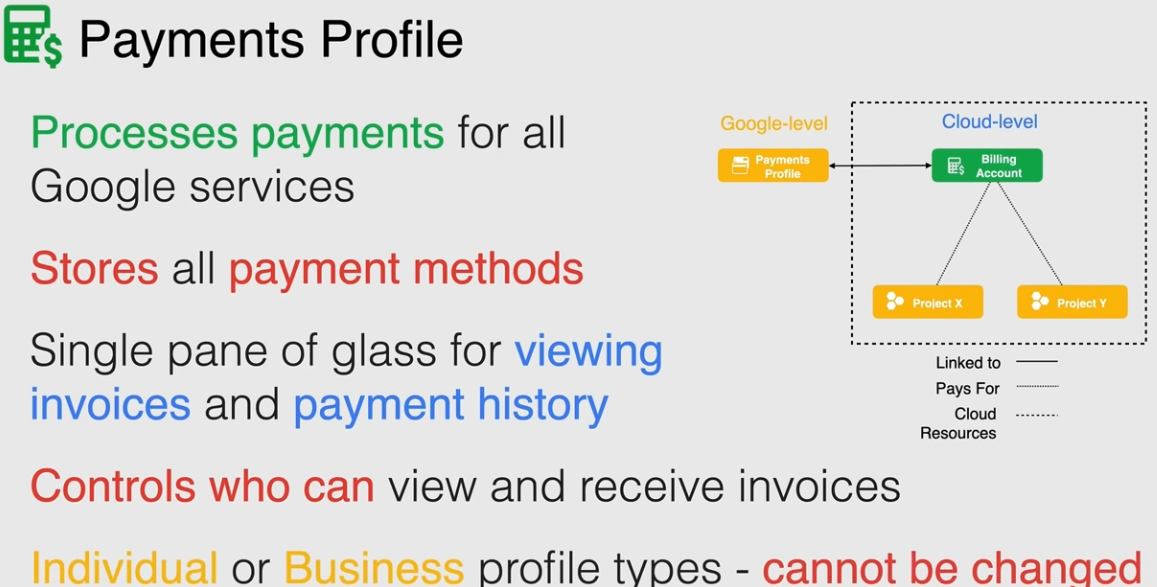 Payments Profile
Processes payments for all
Google services
Stores all payment methods
Single pane of glass for viewing
invoices and payment history
Controls who can view and receive invoices
Individual or Business profile types - cannot be changed
Google-level
Cloud-level
Payments
Profile
Billing
Account
Project X
Project Y
Linked to
Pays For
Cloud
Resources